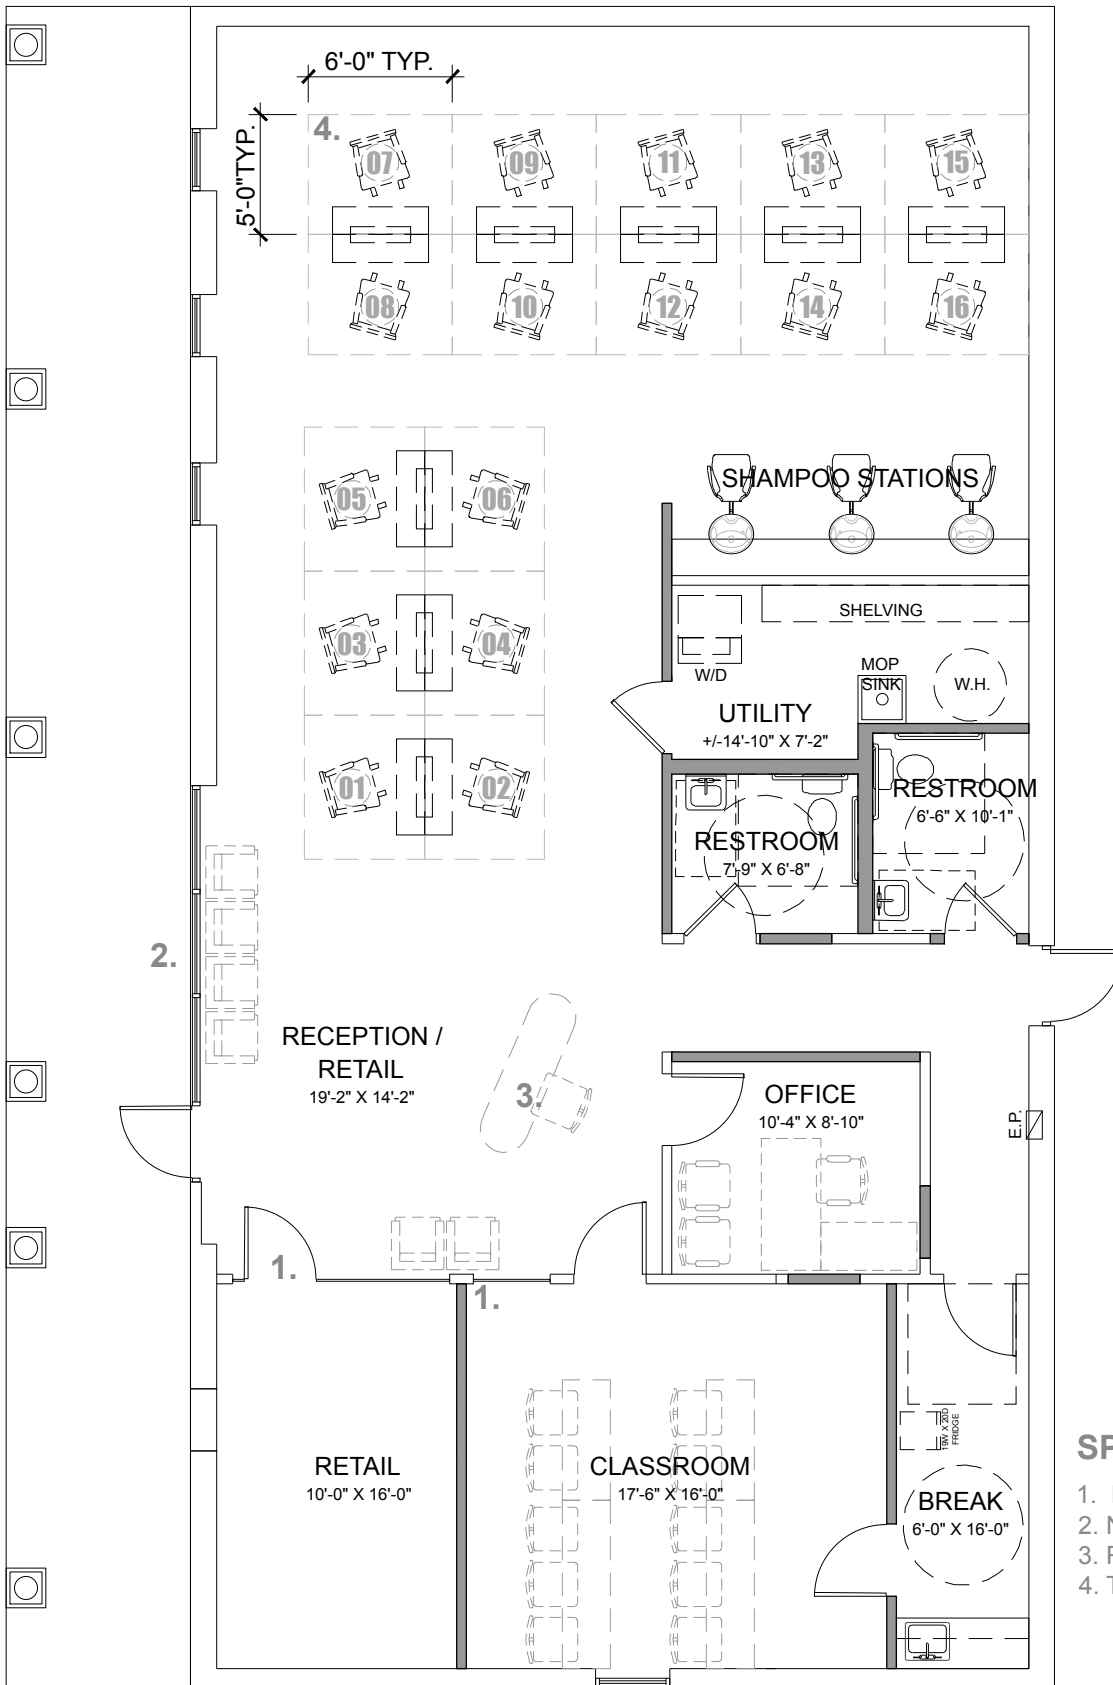 6'-0" TYP.
5'-0"TYP.
4.
07
09
11
13
15
08
10
12
14
16
05
06
SHAMPOO STATIONS
03
04
SHELVING
W/D
MOP
SINK
W.H.
UTILITY
+/-14'-10" X 7'-2"
01
02
RESTROOM
6'-6" X 10'-1"
RESTROOM
7'-9" X 6'-8"
2.
RECEPTION /
RETAIL
19'-2" X 14'-2"
3.
OFFICE
10'-4" X 8'-10"
E.P.
1.
1.
19W X 20D
FRIDGE
RETAIL
10'-0" X 16'-0"
CLASSROOM
17'-6" X 16'-0"
BREAK
6'-0" X 16'-0"
SP
1.
2. N
3.
4. T